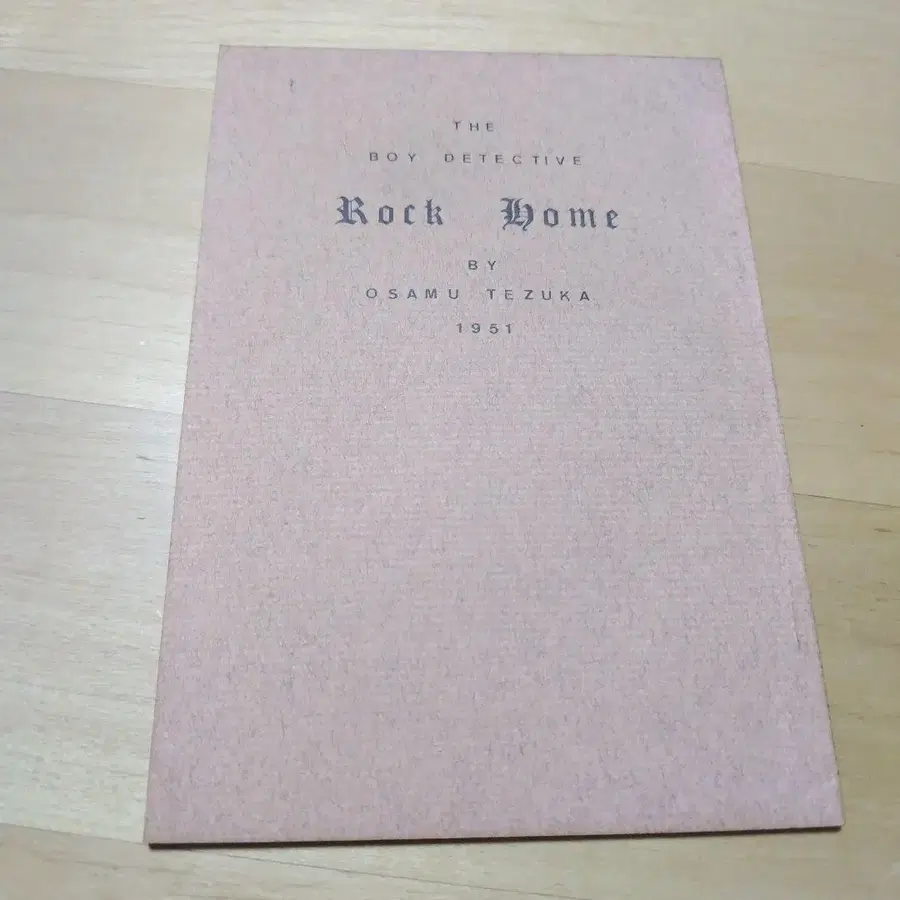 THE
BOY DETECTIVE
Rock Home
BY
OSAMU TEZUKA
1951